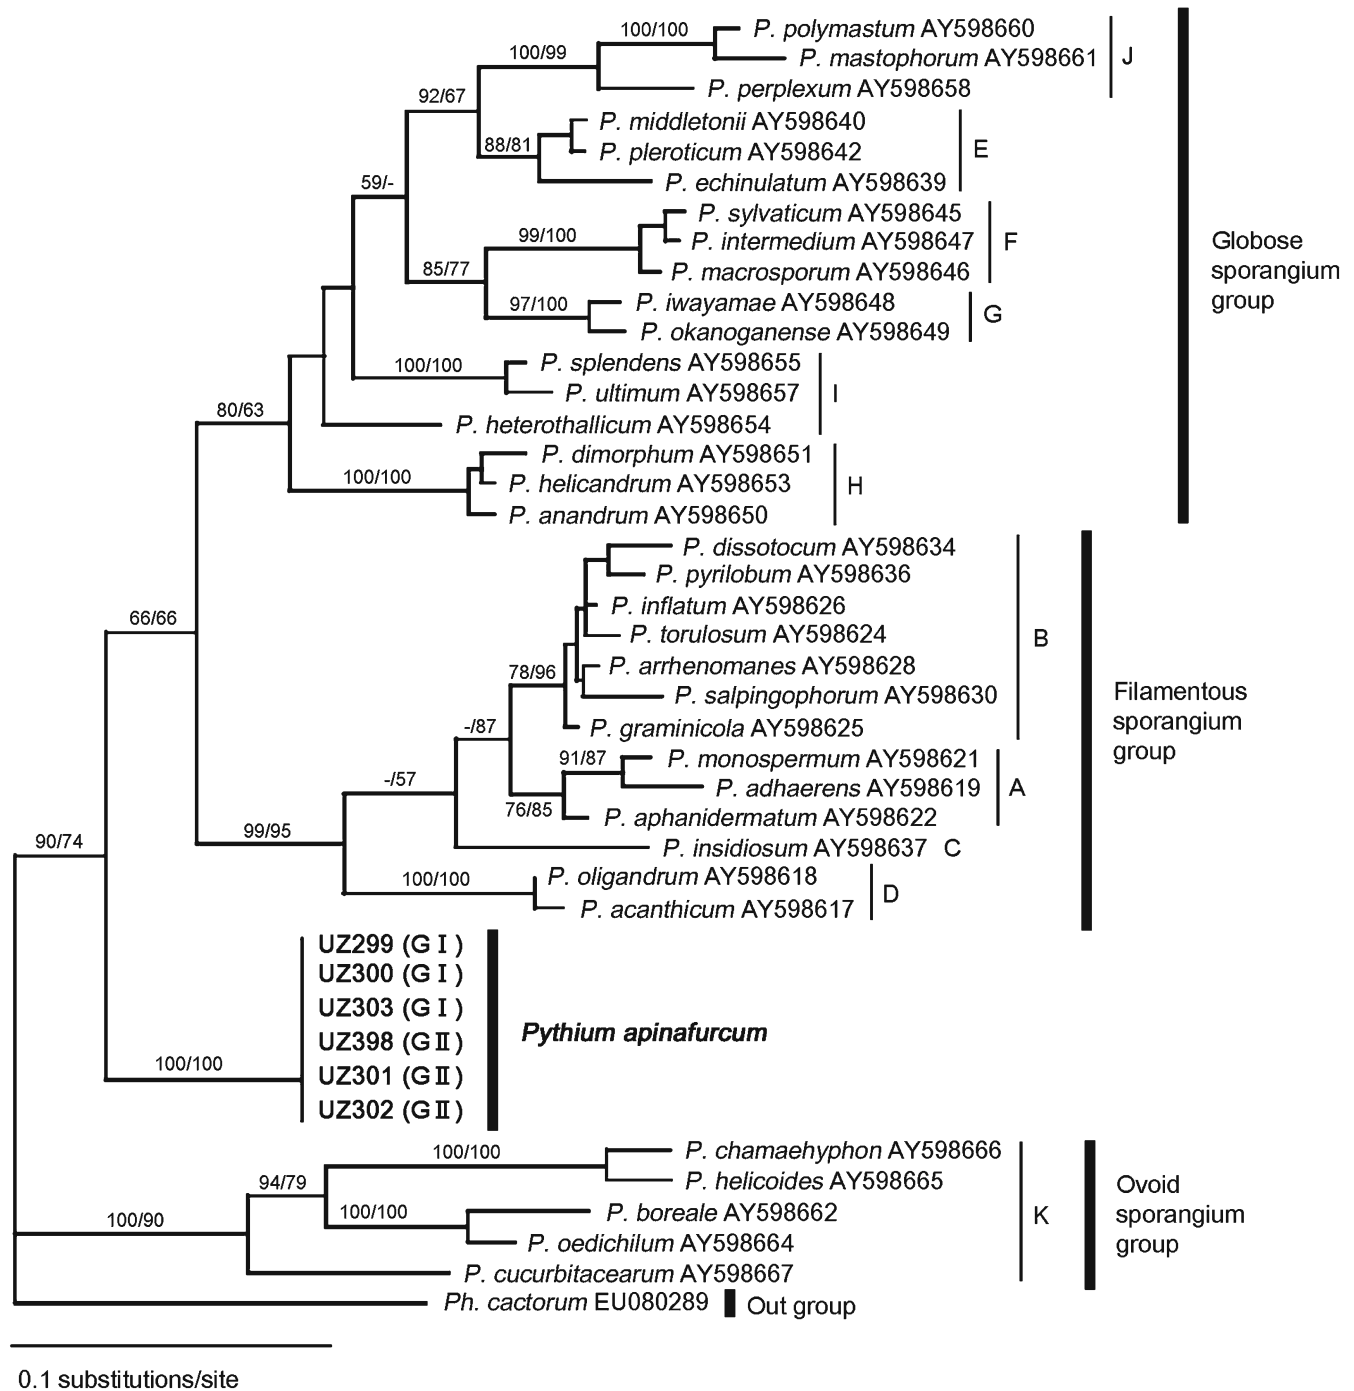 100/100
P. polymastum AY598660
100/99
P. mastophorum AY598661
J
P. perplexum AY598658
92/67
P. middletonii AY598640
88/81
P. pleroticum AY598642
E
P. echinulatum AY598639
59/-
P. sylvaticum AY598645
99/100
P. intermedium AY598647
F
P. macrosporum AY598646
85/77
P. iwayamae AY598648
97/100
G
P. okanoganense AY598649
Globose
sporangium
group
P. splendens AY598655
100/100
P. ultimum AY598657
I
80/63
P. heterothallicum AY598654
P. dimorphum AY598651
100/100
P. helicandrum AY598653
H
P. anandrum AY598650
P. dissotocum AY598634
P. pyrilobum AY598636
P. inflatum AY598626
66/66
P. torulosum AY598624
B
P. arrhenomanes AY598628
78/96
P. salpingophorum AY598630
P. graminicola AY598625
-/87
Filamentous
sporangium
group
91/87
P. monospermum AY598621
-/57
P. adhaerens AY598619
A
76/85
P. aphanidermatum AY598622
99/95
90/74
P. insidiosum AY598637 C
100/100
P. oligandrum AY598618
D
P. acanthicum AY598617
UZ299 (GⅠ)
UZ300 (GⅠ)
UZ303 (GⅠ)
UZ398 (GⅡ)
Pythium apinafurcum
100/100
UZ301 (GⅡ)
UZ302 (GⅡ)
100/100
P. chamaehyphon AY598666
P. helicoides AY598665
94/79
100/100
P. boreale AY598662
K
100/90
P. oedichilum AY598664
P. cucurbitacearum AY598667
Ovoid
sporangium
group
Ph. cactorum EU080289
Out group
0.1 substitutions/site